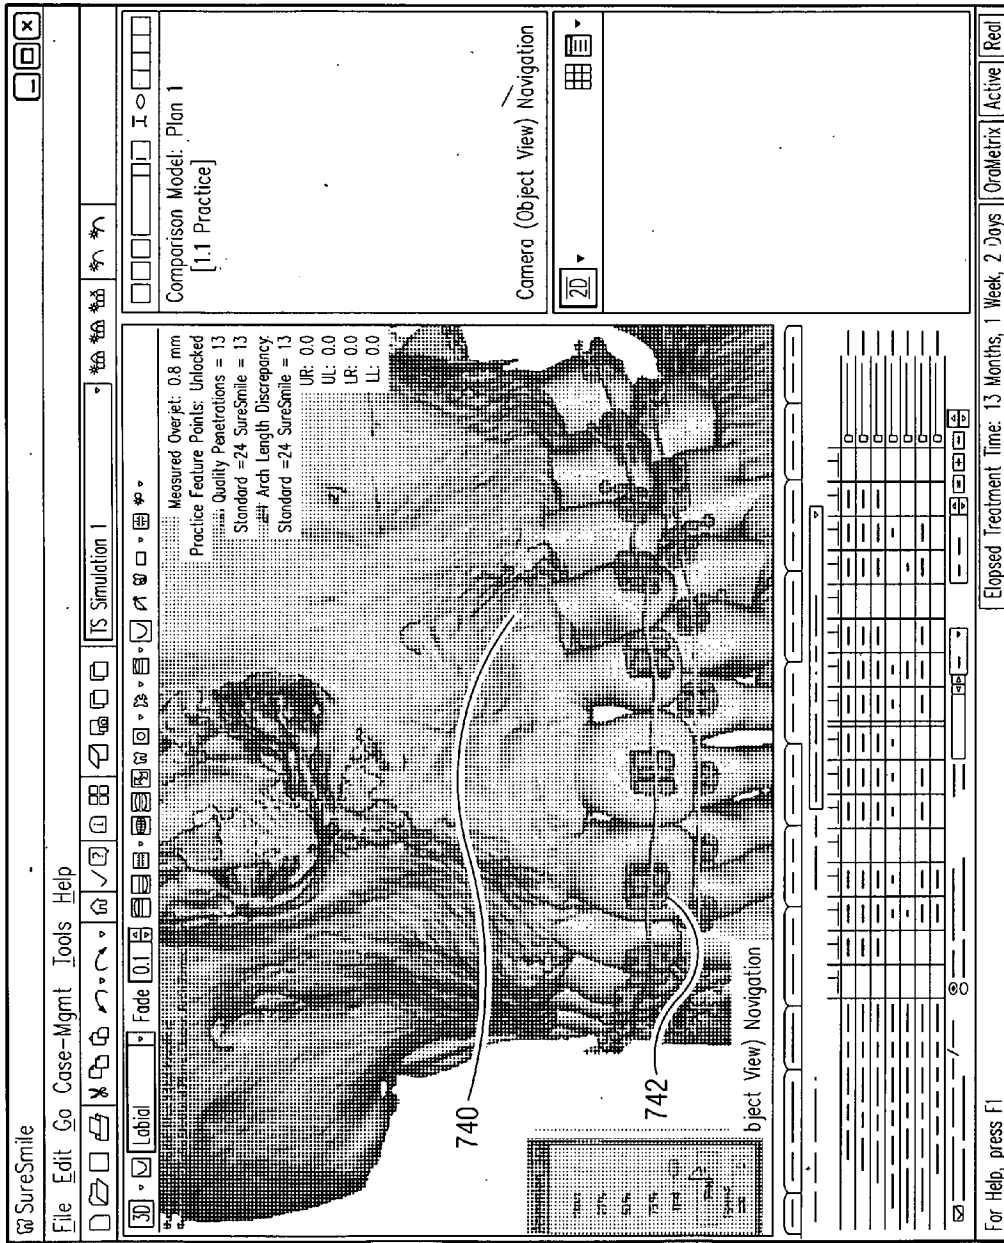 SureSmile
File Edit Go Case-Mgmt Tools Help
TS Simulation 1
3D Labial Fade 0.1
Measured Overjet: 0.8 mm
Practice Feature Points: Unlocked
Quality Penetrations = 13
Standard =24 SureSmile = 13
Arch Length Discrepancy:
Standard =24 SureSmile = 13
UR: 0.0
UL: 0.0
LR: 0.0
LL: 0.0
740
742
bject View) Navigation
Comparison Model: Plan 1
[1.1 Practice]
Camera (Object View) Navigation
2D
For Help, press F1
Elapsed Treatment Time: 13 Months, 1 Week, 2 Days OraMetrix Active Real